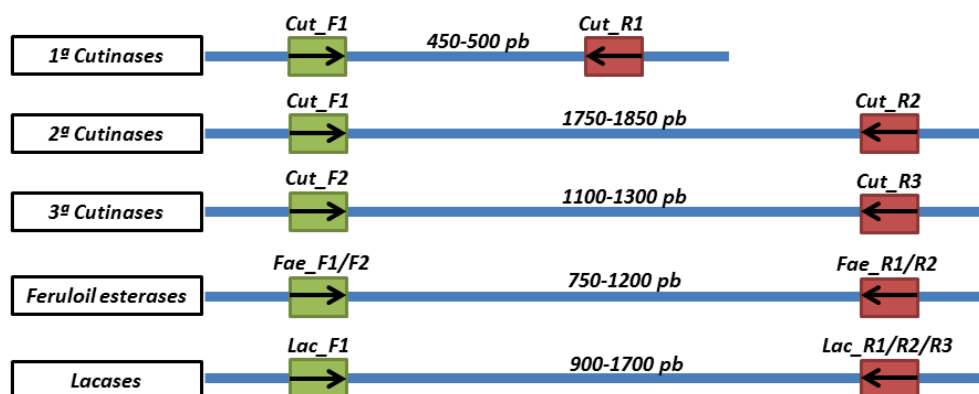 Cut_F1 Cut_R1
1ª Cutinases 450-500 pb
Cut_F1 Cut_R2
2ª Cutinases 1750-1850 pb
Cut_F2 Cut_R3
3ª Cutinases 1100-1300 pb
Fae_F1/F2 Fae_R1/R2
Feruloil esterases 750-1200 pb
Lac_F1 Lac_R1/R2/R3
Lacases 900-1700 pb